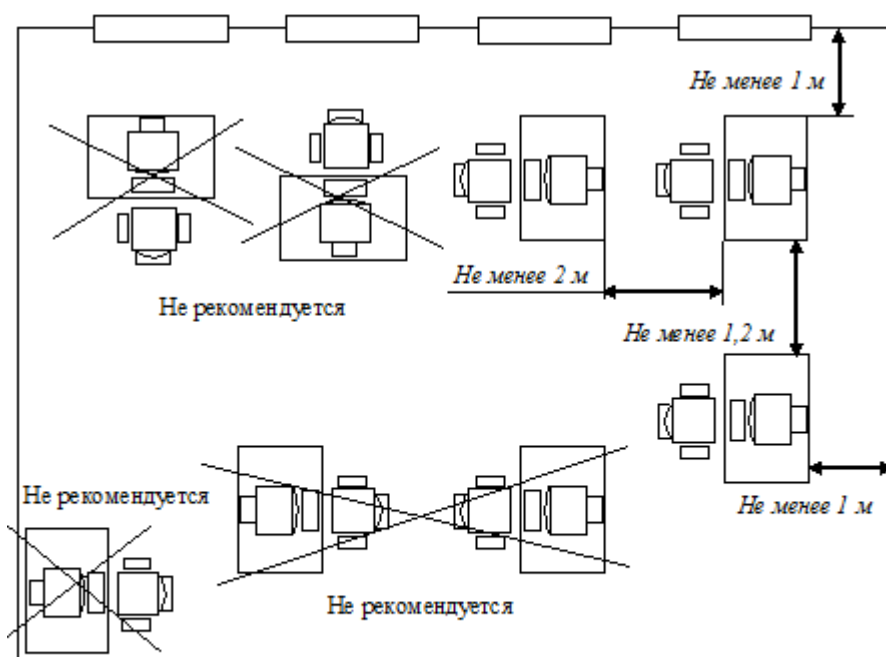 Не менее 1 м
Не менее 2 м
Не рекомендуется
Не менее 1,2 м
Не рекомендуется
Не менее 1 м
Не рекомендуется